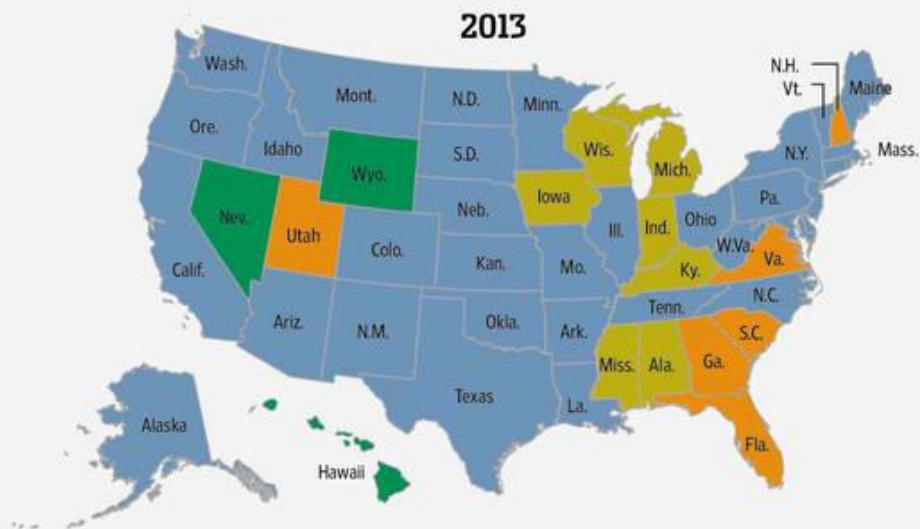 2013
N.H.
Vt.
Maine
Wash.
Mont.
N.D.
Minn.
Ore.
Idaho
Wyo.
S.D.
Wis.
Mich.
N.Y.
Mass.
Nev.
Utah
Neb.
Iowa
Ill.
Ind.
Ohio
Pa.
W.Va.
Va.
Calif.
Colo.
Kan.
Mo.
Ky.
N.C.
Tenn.
Ariz.
N.M.
Okla.
Ark.
S.C.
Miss.
Ala.
Ga.
Texas
La.
Alaska
Fla.
Hawaii